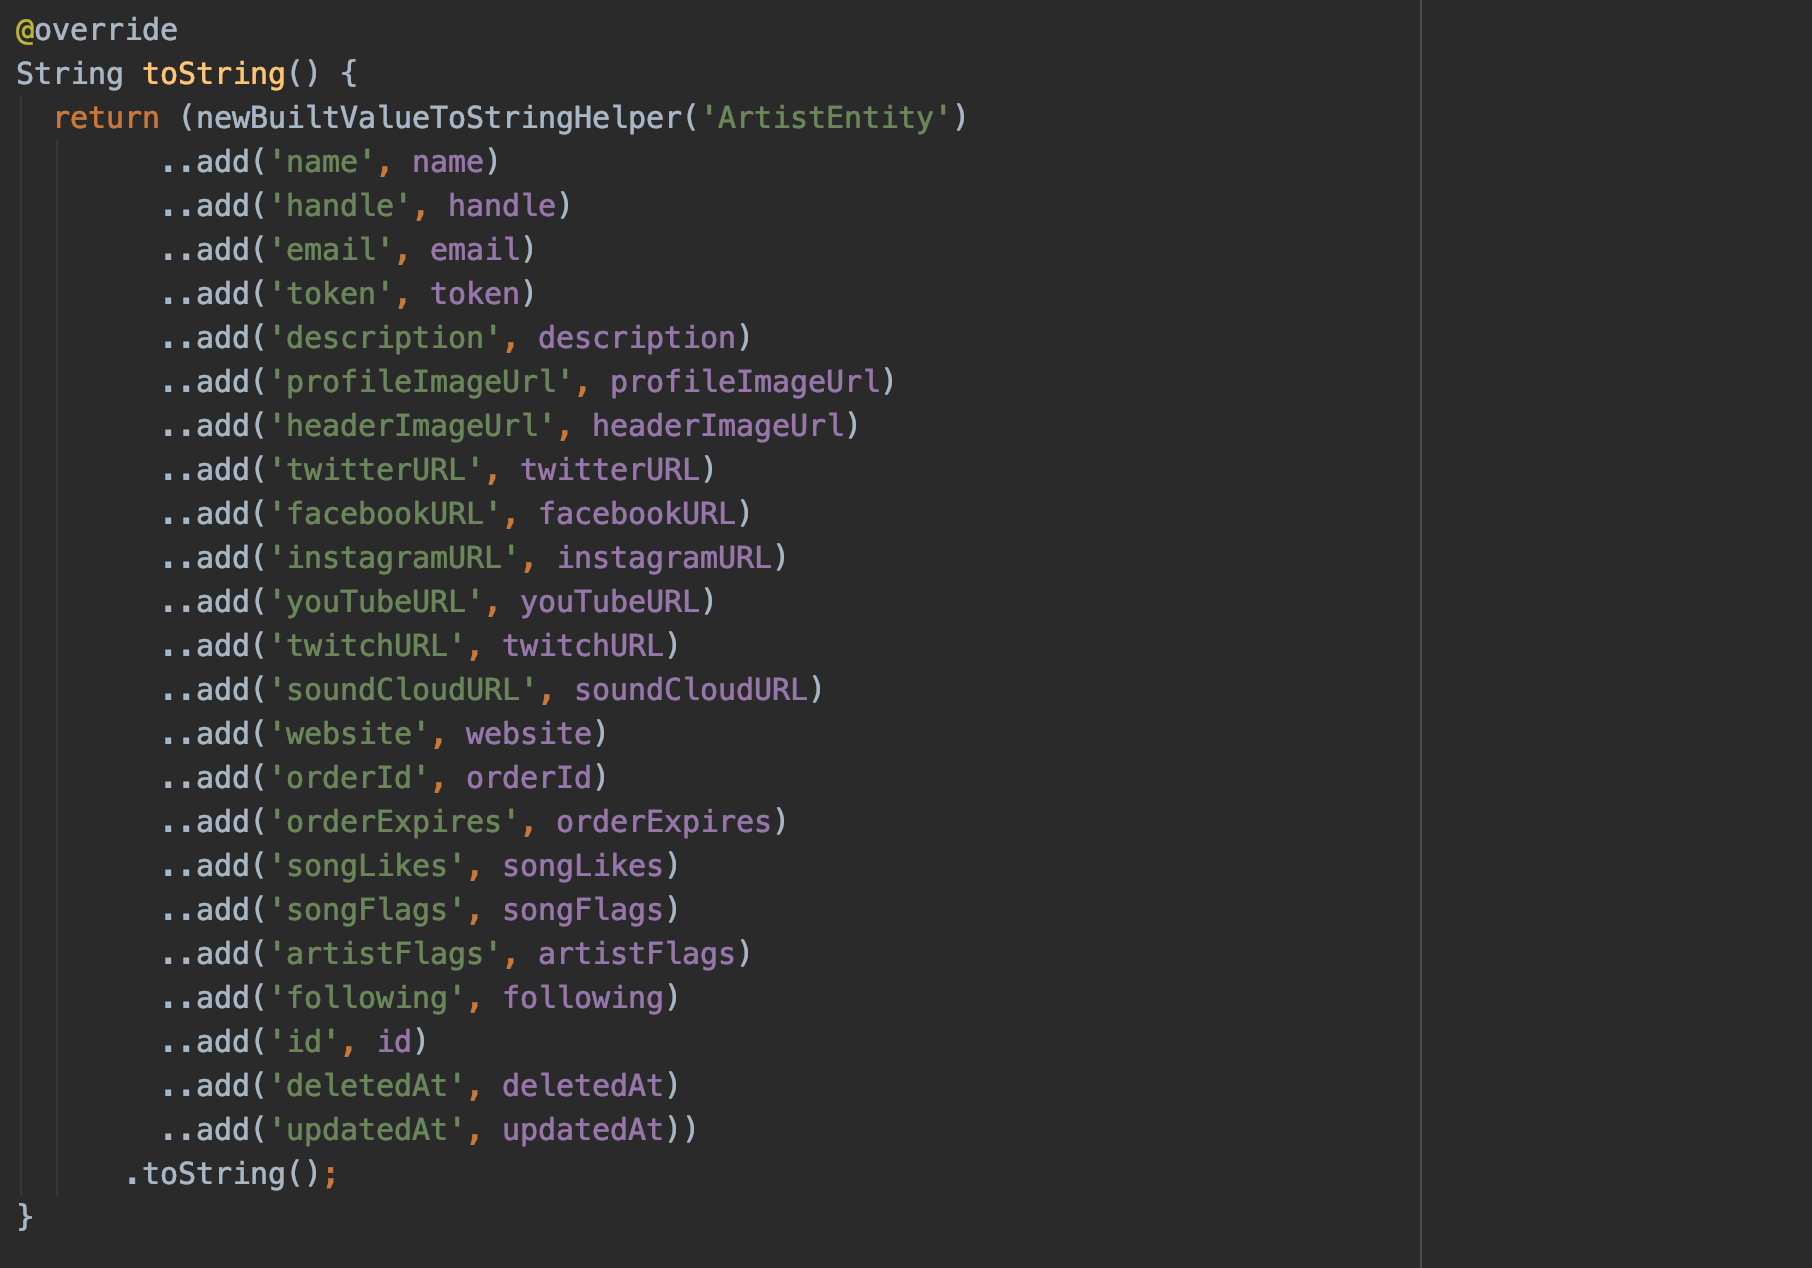 @override
String toString() {
  return (newBuiltValueToStringHelper('ArtistEntity')
        ..add('name', name)
        ..add('handle', handle)
        ..add('email', email)
        ..add('token', token)
        ..add('description', description)
        ..add('profileImageUrl', profileImageUrl)
        ..add('headerImageUrl', headerImageUrl)
        ..add('twitterURL', twitterURL)
        ..add('facebookURL', facebookURL)
        ..add('instagramURL', instagramURL)
        ..add('youTubeURL', youTubeURL)
        ..add('twitchURL', twitchURL)
        ..add('soundCloudURL', soundCloudURL)
        ..add('website', website)
        ..add('orderId', orderId)
        ..add('orderExpires', orderExpires)
        ..add('songLikes', songLikes)
        ..add('songFlags', songFlags)
        ..add('artistFlags', artistFlags)
        ..add('following', following)
        ..add('id', id)
        ..add('deletedAt', deletedAt)
        ..add('updatedAt', updatedAt))
      .toString();
}